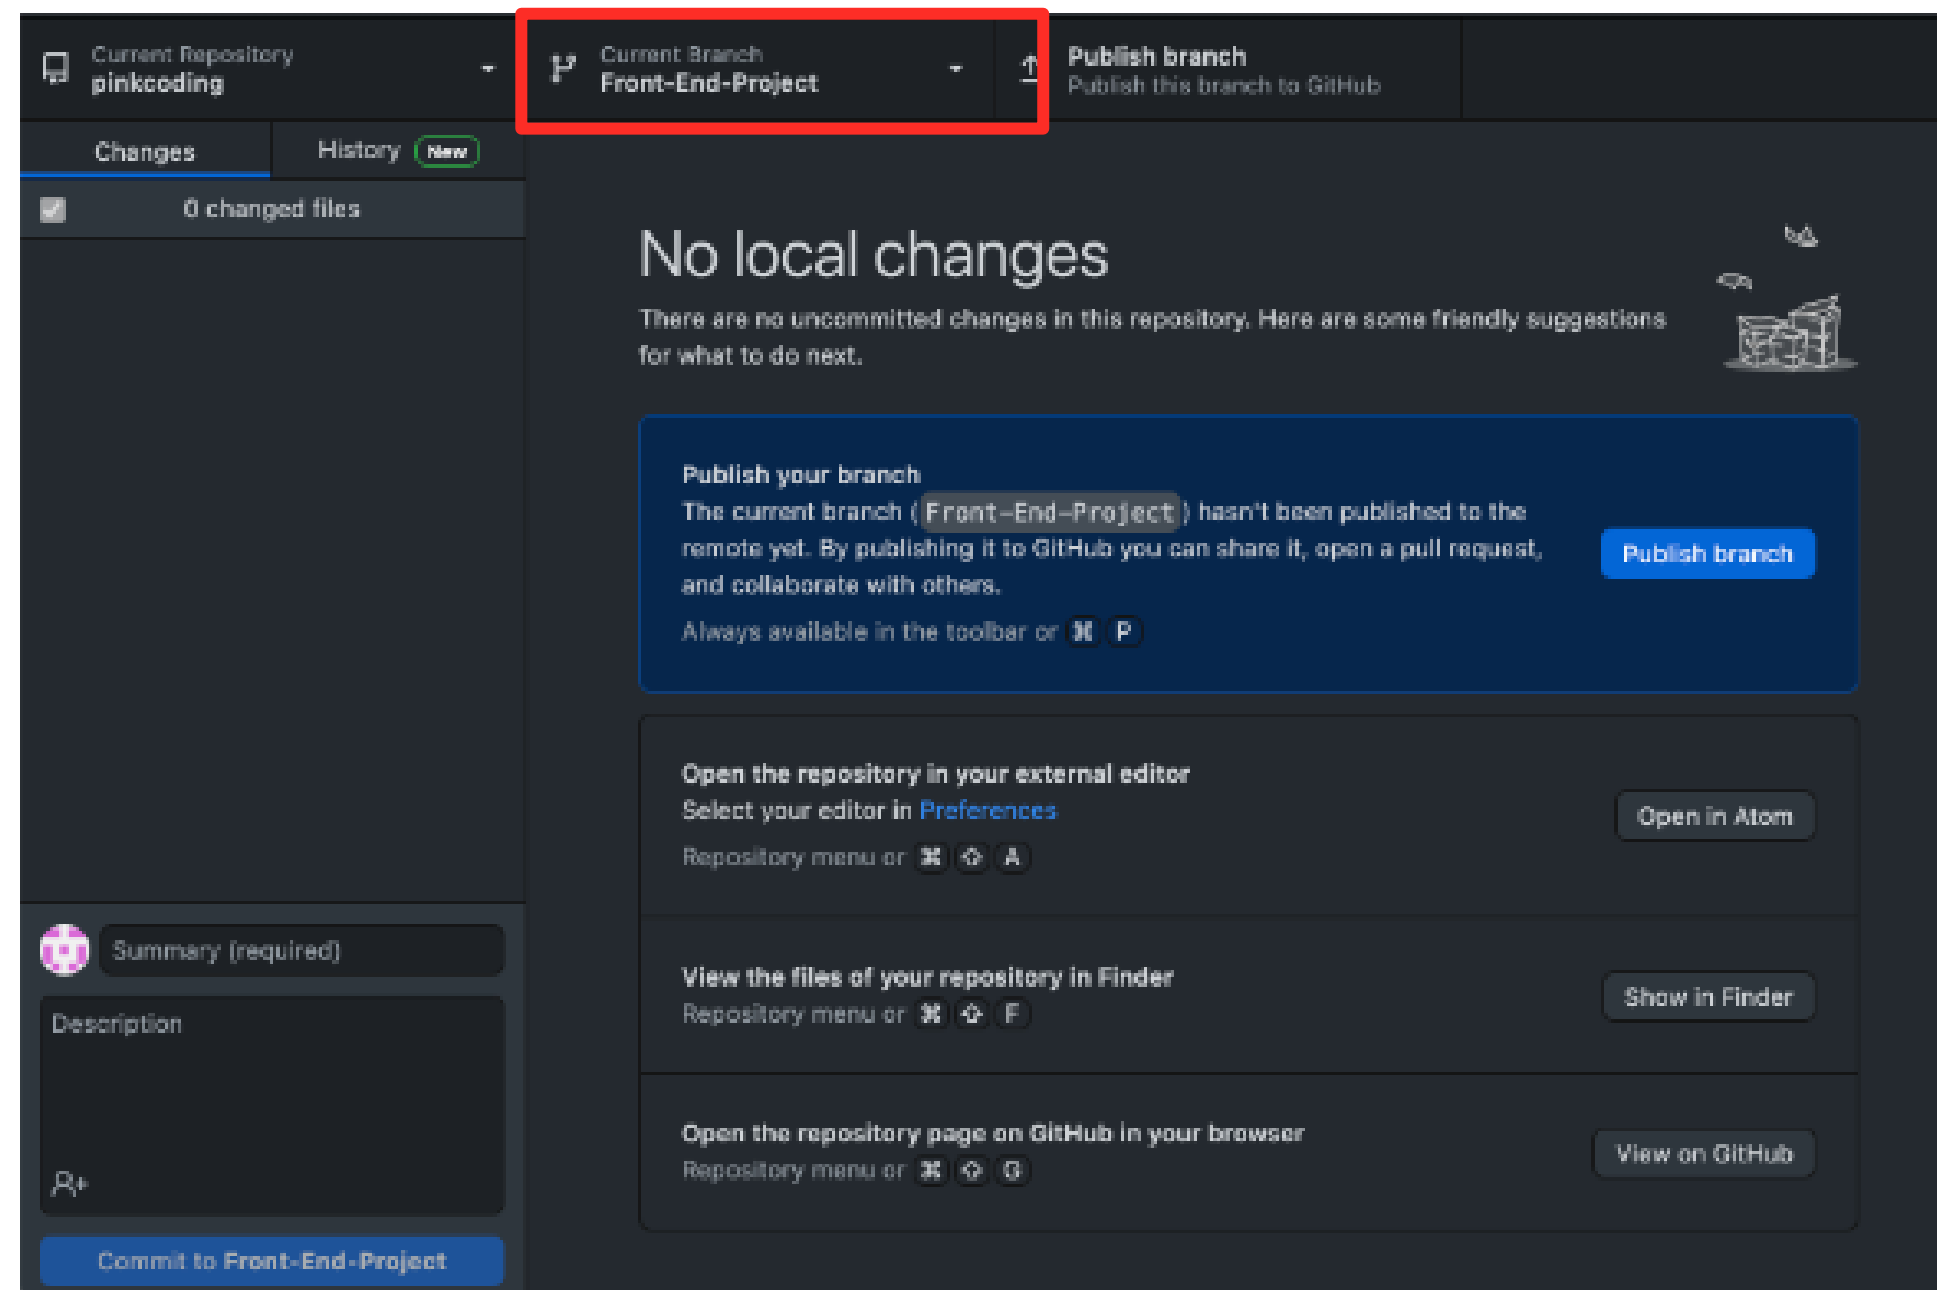 Current Repository
pinkcoding
Current Branch
Front-End-Project
Publish branch
Publish this branch to GitHub
Changes
History New
0 changed files
No local changes
There are no uncommitted changes in this repository. Here are some friendly suggestions
for what to do next.
Publish your branch
The current branch (Front-End-Project) hasn't been published to the
remote yet. By publishing it to GitHub you can share it, open a pull request,
and collaborate with others.
Always available in the toolbar or ⌘ P
Publish branch
Open the repository in your external editor
Select your editor in Preferences
Repository menu or ⌘ ⇧ A
Open in Atom
View the files of your repository in Finder
Repository menu or ⌘ ⇧ F
Show in Finder
Open the repository page on GitHub in your browser
Repository menu or ⌘ ⇧ G
View on GitHub
Summary (required)
Description
Commit to Front-End-Project